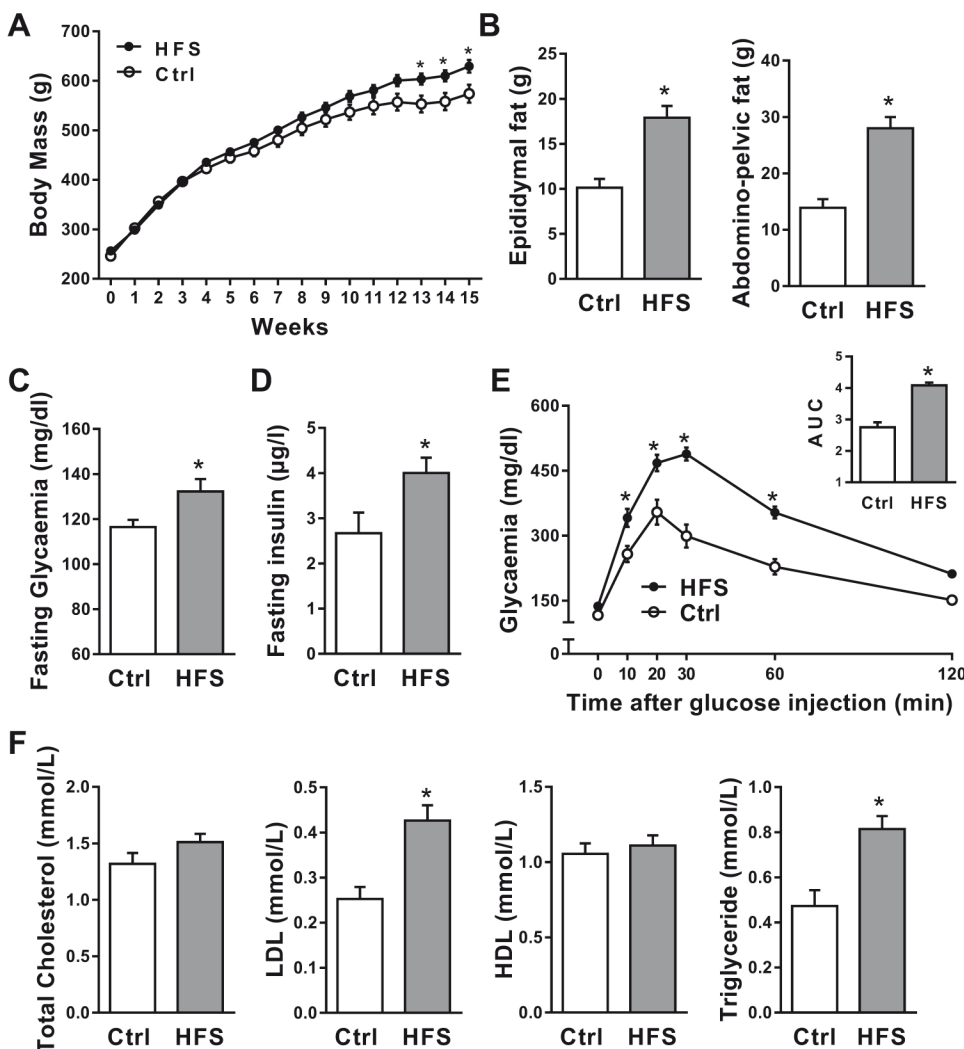 A
Body Mass (g)
700
600
500
400
300
200
HFS
Ctrl
* * *
0 1 2 3 4 5 6 7 8 9 10 11 12 13 14 15
Weeks
B
Epididymal fat (g)
25
20
15
10
5
0
*
Ctrl HFS
Abdomino-pelvic fat (g)
40
30
20
10
0
*
Ctrl HFS
C
Fasting Glycaemia (mg/dl)
160
140
120
100
80
60
*
Ctrl HFS
D
Fasting insulin (µg/l)
5
4
3
2
1
0
*
Ctrl HFS
E
Glycaemia (mg/dl)
600
450
300
150
0
* * * *
HFS
Ctrl
0 10 20 30 60 120
Time after glucose injection (min)
AUC
5
4
3
2
1
*
Ctrl HFS
F
Total Cholesterol (mmol/L)
2.0
1.5
1.0
0.5
0.0
Ctrl HFS
LDL (mmol/L)
0.5
0.4
0.3
0.2
0.1
0.0
*
Ctrl HFS
HDL (mmol/L)
1.5
1.0
0.5
0.0
Ctrl HFS
Triglyceride (mmol/L)
1.0
0.8
0.6
0.4
0.2
0.0
*
Ctrl HFS